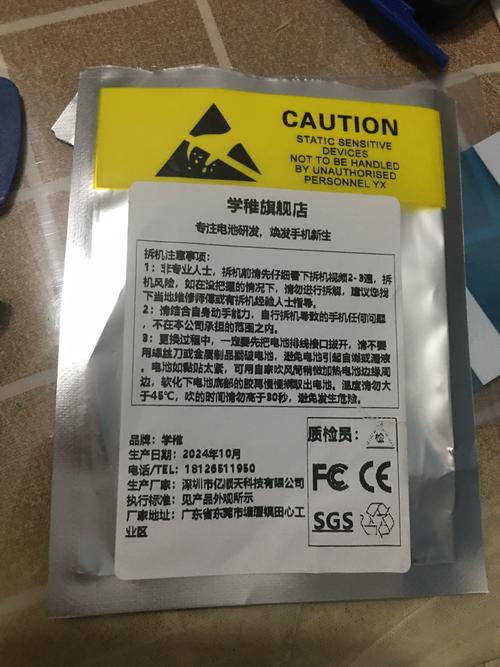 CAUTION
STATIC SENSITIVE
DEVICES
NOT TO BE HANDLED
BY UNAUTHORISED
PERSONNEL YX
学稚旗舰店
专注电池研发，焕发手机新生
拆机注意事项：
1：非专业人士，拆机前请先仔细看下拆机视频2-3遍，拆
机风险，如在没把握的情况下，请勿进行拆解，建议您找
下当地维修师傅或有拆机经验人士指导。
2：请结合自身动手能力，自行拆机导致的手机任何问题
，不在本公司承担的范围之内。
3：更换过程中，一定要先把电池排线接口拔开，请不要
用螺丝刀或金属制品翘破电池，避免电池引起自燃或漏液
。电池如粘贴太紧，可用自家吹风筒稍微加热电池边缘周
边，软化下电池底部的胶再慢慢撕取出电池。温度请勿大
于45℃，吹的时间请勿高于30秒，避免发生危险。
品牌：学稚
生产日期：2024年10月
电话/TEL：18126511950
生产厂家：深圳市亿顺天科技有限公司
执行标准：见产品外观所示
厂家地址：广东省东莞市塘厦镇田心工
业区
质检员：
FC CE
SGS